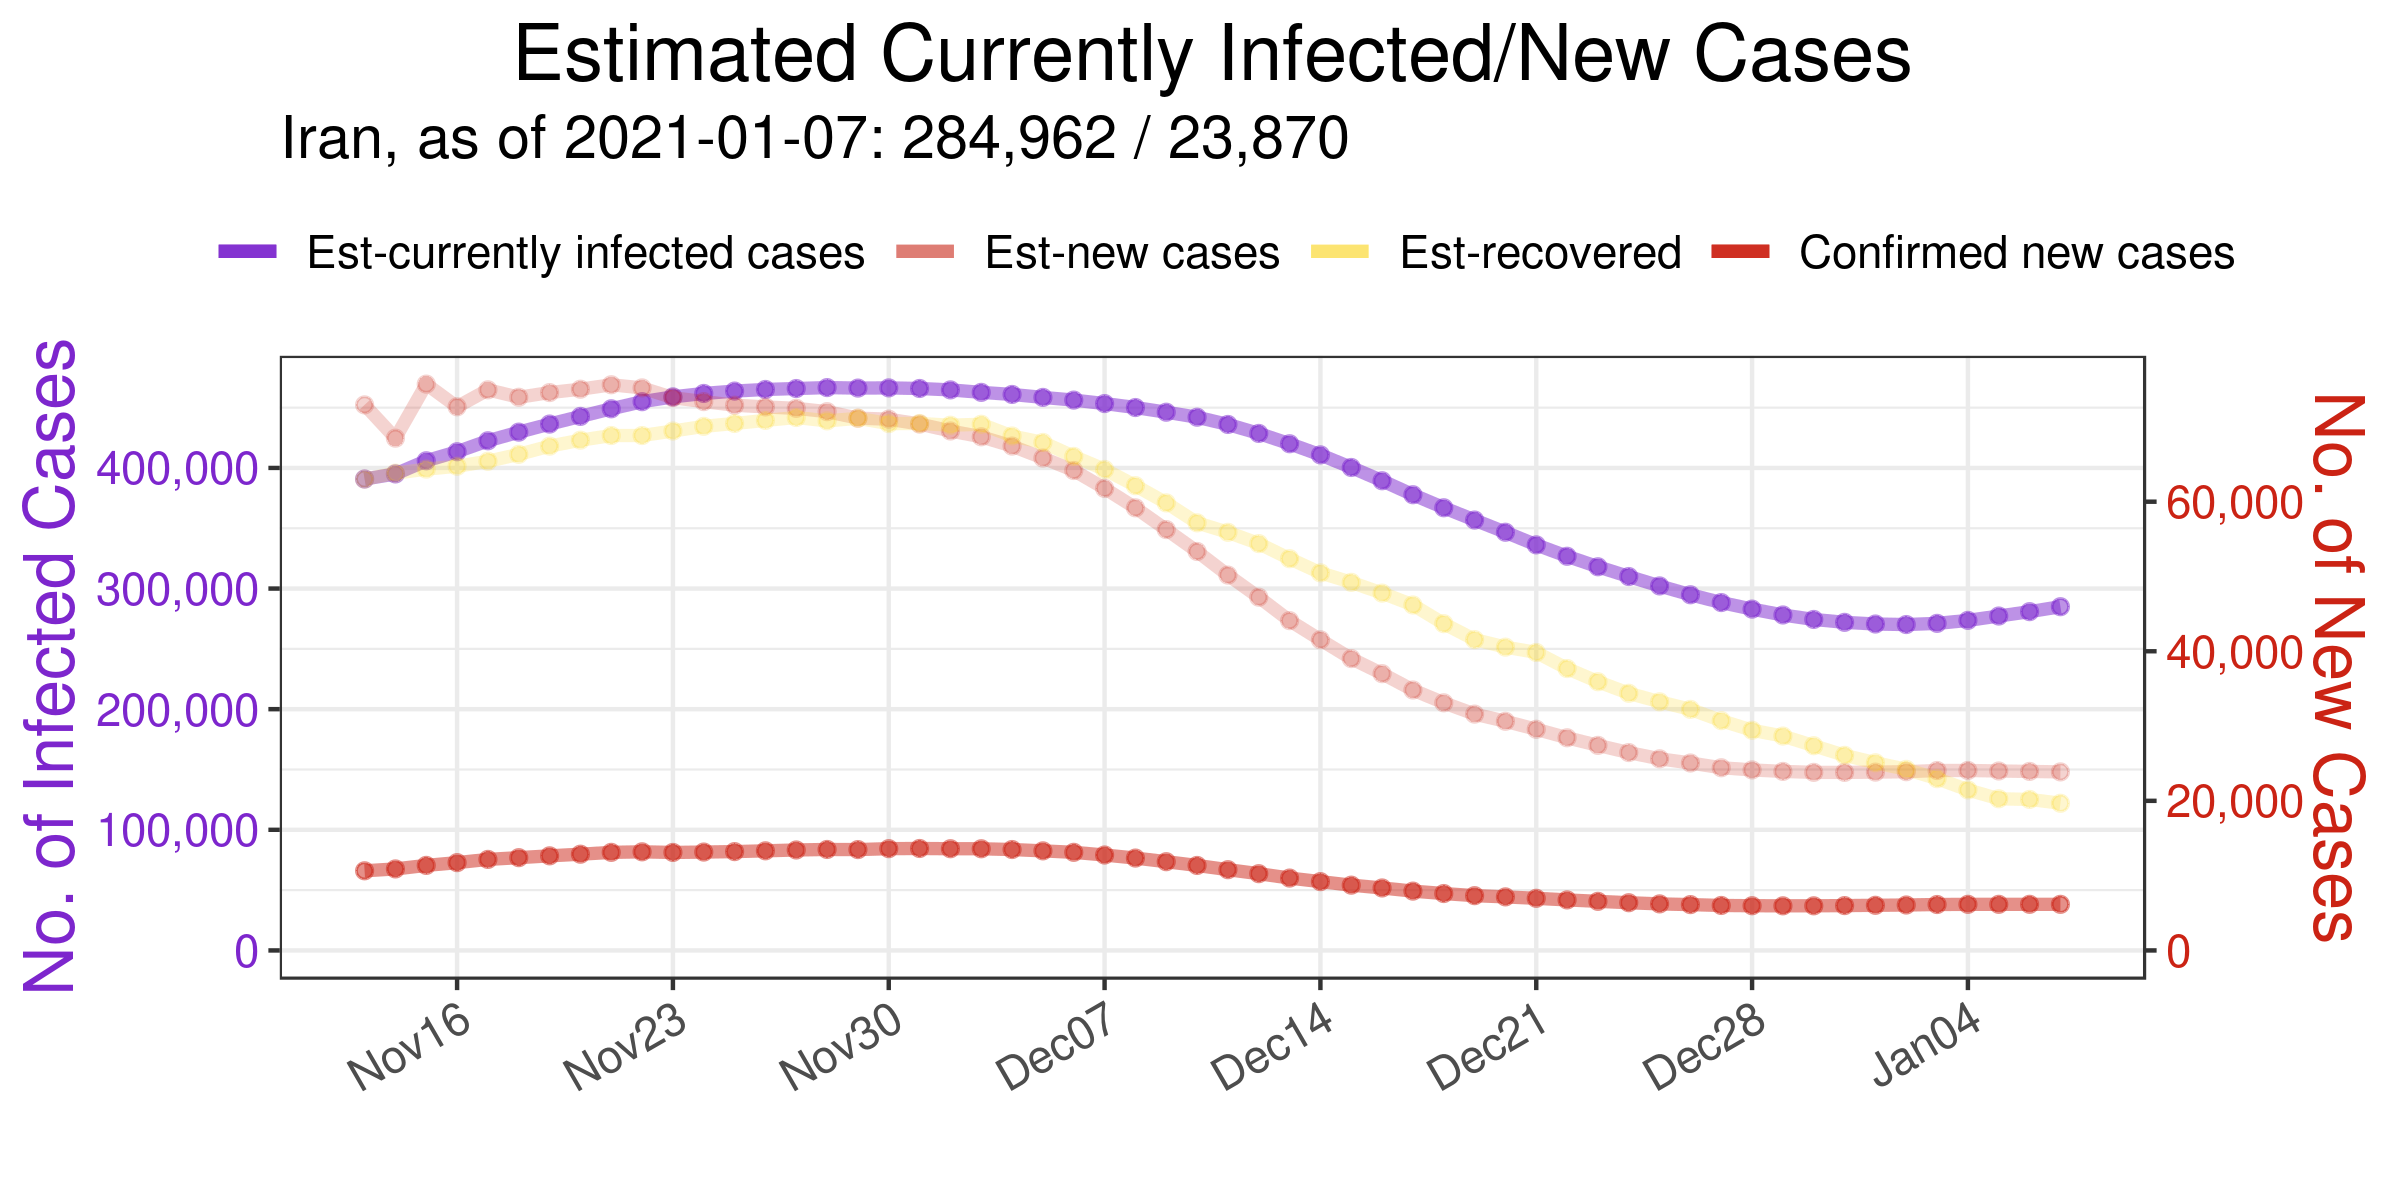 Estimated Currently Infected/New Cases
Iran, as of 2021-01-07: 284,962 / 23,870
Est-currently infected cases Est-new cases Est-recovered Confirmed new cases
No. of Infected Cases
400,000
300,000
200,000
100,000
0
No. of New Cases
60,000
40,000
20,000
0
Nov16 Nov23 Nov30 Dec07 Dec14 Dec21 Dec28 Jan04